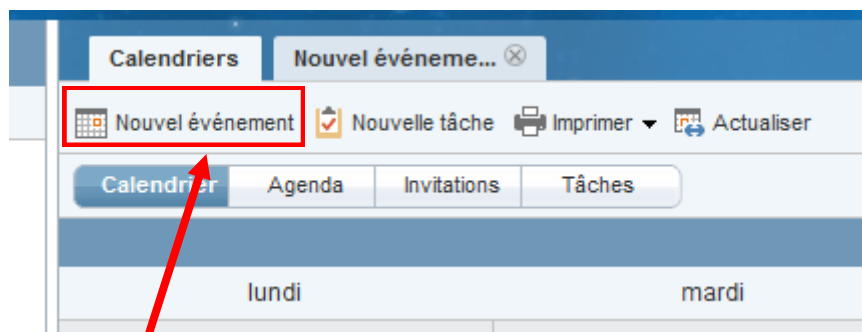 Calendriers Nouvel événeme...
Nouvel événement Nouvelle tâche Imprimer Actualiser
Calendrier Agenda Invitations Tâches
lundi mardi